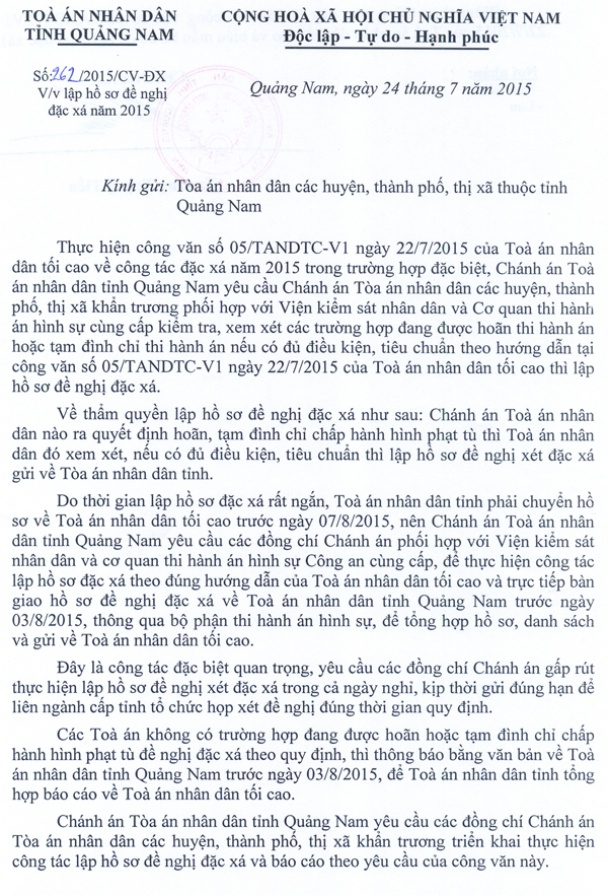 TOÀ ÁN NHÂN DÂN
TỈNH QUẢNG NAM
CỘNG HOÀ XÃ HỘI CHỦ NGHĨA VIỆT NAM
Độc lập - Tự do - Hạnh phúc
Số:262/2015/CV-ĐX
V/v lập hồ sơ đề nghị
đặc xá năm 2015
Quảng Nam, ngày 24 tháng 7 năm 2015
Kính gửi: Tòa án nhân dân các huyện, thành phố, thị xã thuộc tỉnh
Quảng Nam
Thực hiện công văn số 05/TANDTC-V1 ngày 22/7/2015 của Toà án nhân
dân tối cao về công tác đặc xá năm 2015 trong trường hợp đặc biệt, Chánh án Toà
án nhân dân tỉnh Quảng Nam yêu cầu Chánh án Tòa án nhân dân các huyện, thành
phố, thị xã khẩn trương phối hợp với Viện kiểm sát nhân dân và Cơ quan thi hành
án hình sự cùng cấp kiểm tra, xem xét các trường hợp đang được hoãn thi hành án
hoặc tạm đình chỉ thi hành án nếu có đủ điều kiện, tiêu chuẩn theo hướng dẫn tại
công văn số 05/TANDTC-V1 ngày 22/7/2015 của Toà án nhân dân tối cao thì lập
hồ sơ đề nghị đặc xá.
Về thẩm quyền lập hồ sơ đề nghị đặc xá như sau: Chánh án Toà án nhân
dân nào ra quyết định hoãn, tạm đình chỉ chấp hành hình phạt tù thì Toà án nhân
dân đó xem xét, nếu có đủ điều kiện, tiêu chuẩn thì lập hồ sơ đề nghị xét đặc xá
gửi về Tòa án nhân dân tỉnh.
Do thời gian lập hồ sơ đặc xá rất ngắn, Toà án nhân dân tỉnh phải chuyển hồ
sơ về Toà án nhân dân tối cao trước ngày 07/8/2015, nên Chánh án Toà án nhân
dân tỉnh Quảng Nam yêu cầu các đồng chí Chánh án phối hợp với Viện kiểm sát
nhân dân và cơ quan thi hành án hình sự Công an cùng cấp, để thực hiện công tác
lập hồ sơ đặc xá theo đúng hướng dẫn của Toà án nhân dân tối cao và trực tiếp bàn
giao hồ sơ đề nghị đặc xá về Toà án nhân dân tỉnh Quảng Nam trước ngày
03/8/2015, thông qua bộ phận thi hành án hình sự, để tổng hợp hồ sơ, danh sách
và gửi về Toà án nhân dân tối cao.
Đây là công tác đặc biệt quan trọng, yêu cầu các đồng chí Chánh án gấp rút
thực hiện lập hồ sơ đề nghị xét đặc xá trong cả ngày nghỉ, kịp thời gửi đúng hạn để
liên ngành cấp tỉnh tổ chức họp xét đề nghị đúng thời gian quy định.
Các Toà án không có trường hợp đang được hoãn hoặc tạm đình chỉ chấp
hành hình phạt tù đề nghị đặc xá theo quy định, thì thông báo bằng văn bản về Toà
án nhân dân tỉnh Quảng Nam trước ngày 03/8/2015, để Toà án nhân dân tỉnh tổng
hợp báo cáo về Toà án nhân dân tối cao.
Chánh án Tòa án nhân dân tỉnh Quảng Nam yêu cầu các đồng chí Chánh án
Tòa án nhân dân các huyện, thành phố, thị xã khẩn trương triển khai thực hiện
công tác lập hồ sơ đề nghị đặc xá và báo cáo theo yêu cầu của công văn này.